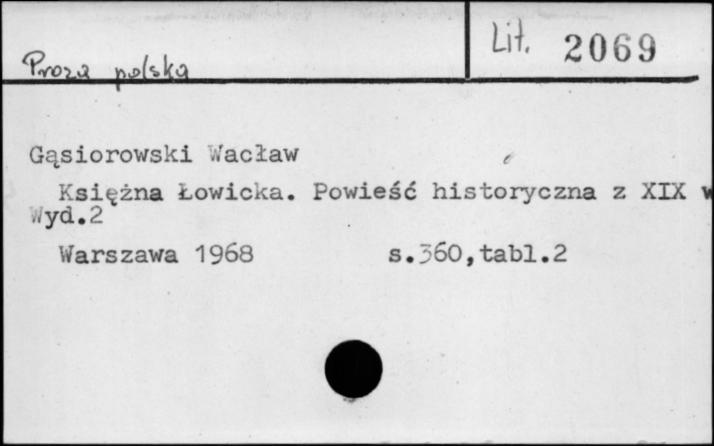 Proza polska
Lit. 2069
Gąsiorowski Wacław
Księżna Łowicka. Powieść historyczna z XIX w
Wyd.2
Warszawa 1968 s.360,tabl.2